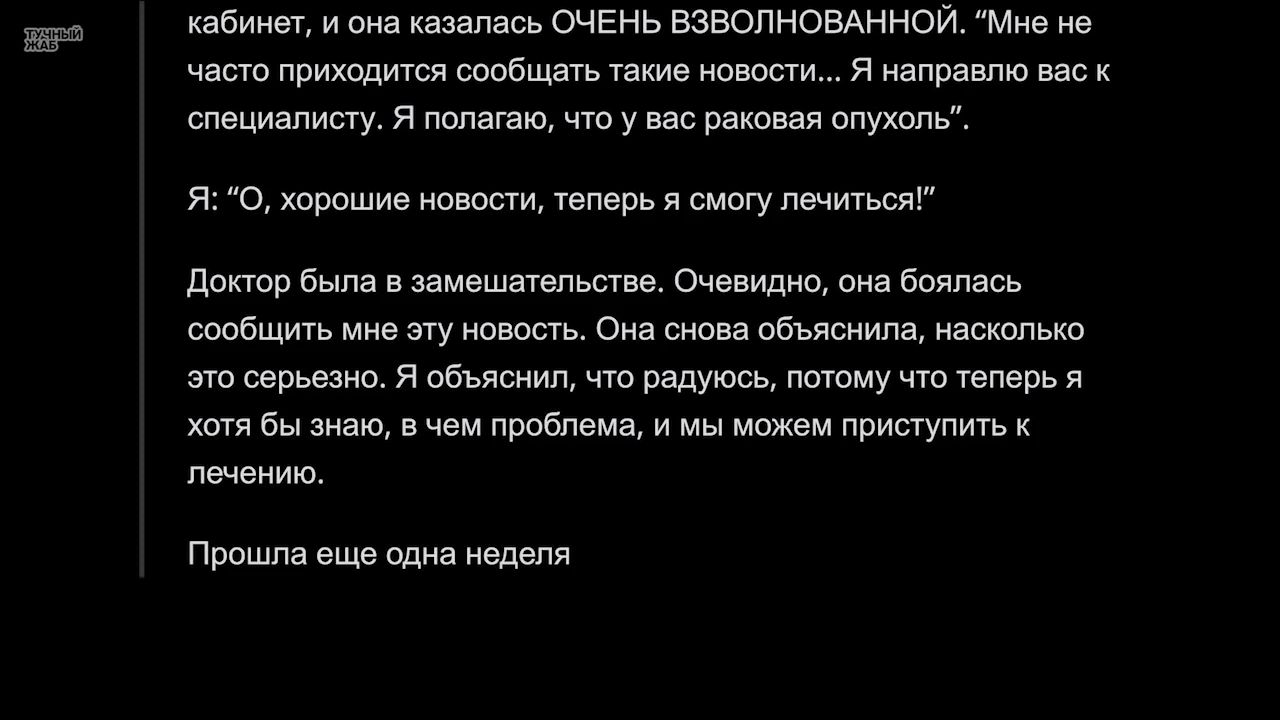 ТУЧНЫЙ
ЖАБ
кабинет, и она казалась ОЧЕНЬ ВЗВОЛНОВАННОЙ. “Мне не
часто приходится сообщать такие новости... Я направлю вас к
специалисту. Я полагаю, что у вас раковая опухоль”.
Я: “О, хорошие новости, теперь я смогу лечиться!”
Доктор была в замешательстве. Очевидно, она боялась
сообщить мне эту новость. Она снова объяснила, насколько
это серьезно. Я объяснил, что радуюсь, потому что теперь я
хотя бы знаю, в чем проблема, и мы можем приступить к
лечению.
Прошла еще одна неделя